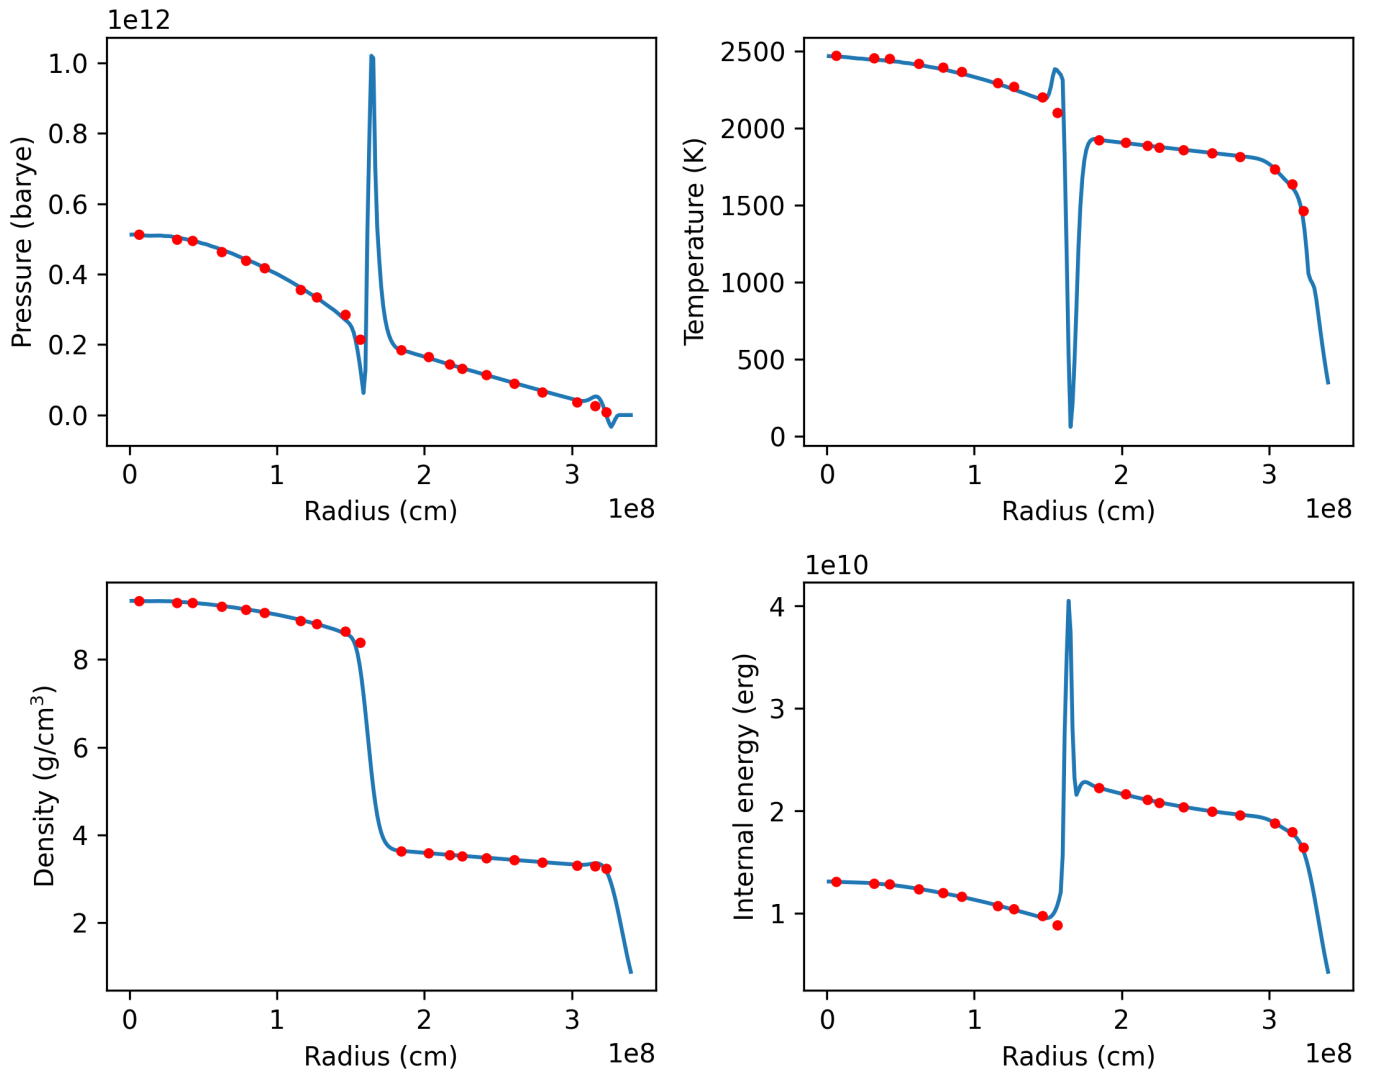 1e12
1.0
0.8
0.6
0.4
0.2
0.0
Pressure (barye)
0 1 2 3
Radius (cm)
1e8
2500
2000
1500
1000
500
0
Temperature (K)
0 1 2 3
Radius (cm)
1e8
8
6
4
2
Density (g/cm³)
0 1 2 3
Radius (cm)
1e8
1e10
4
3
2
1
Internal energy (erg)
0 1 2 3
Radius (cm)
1e8